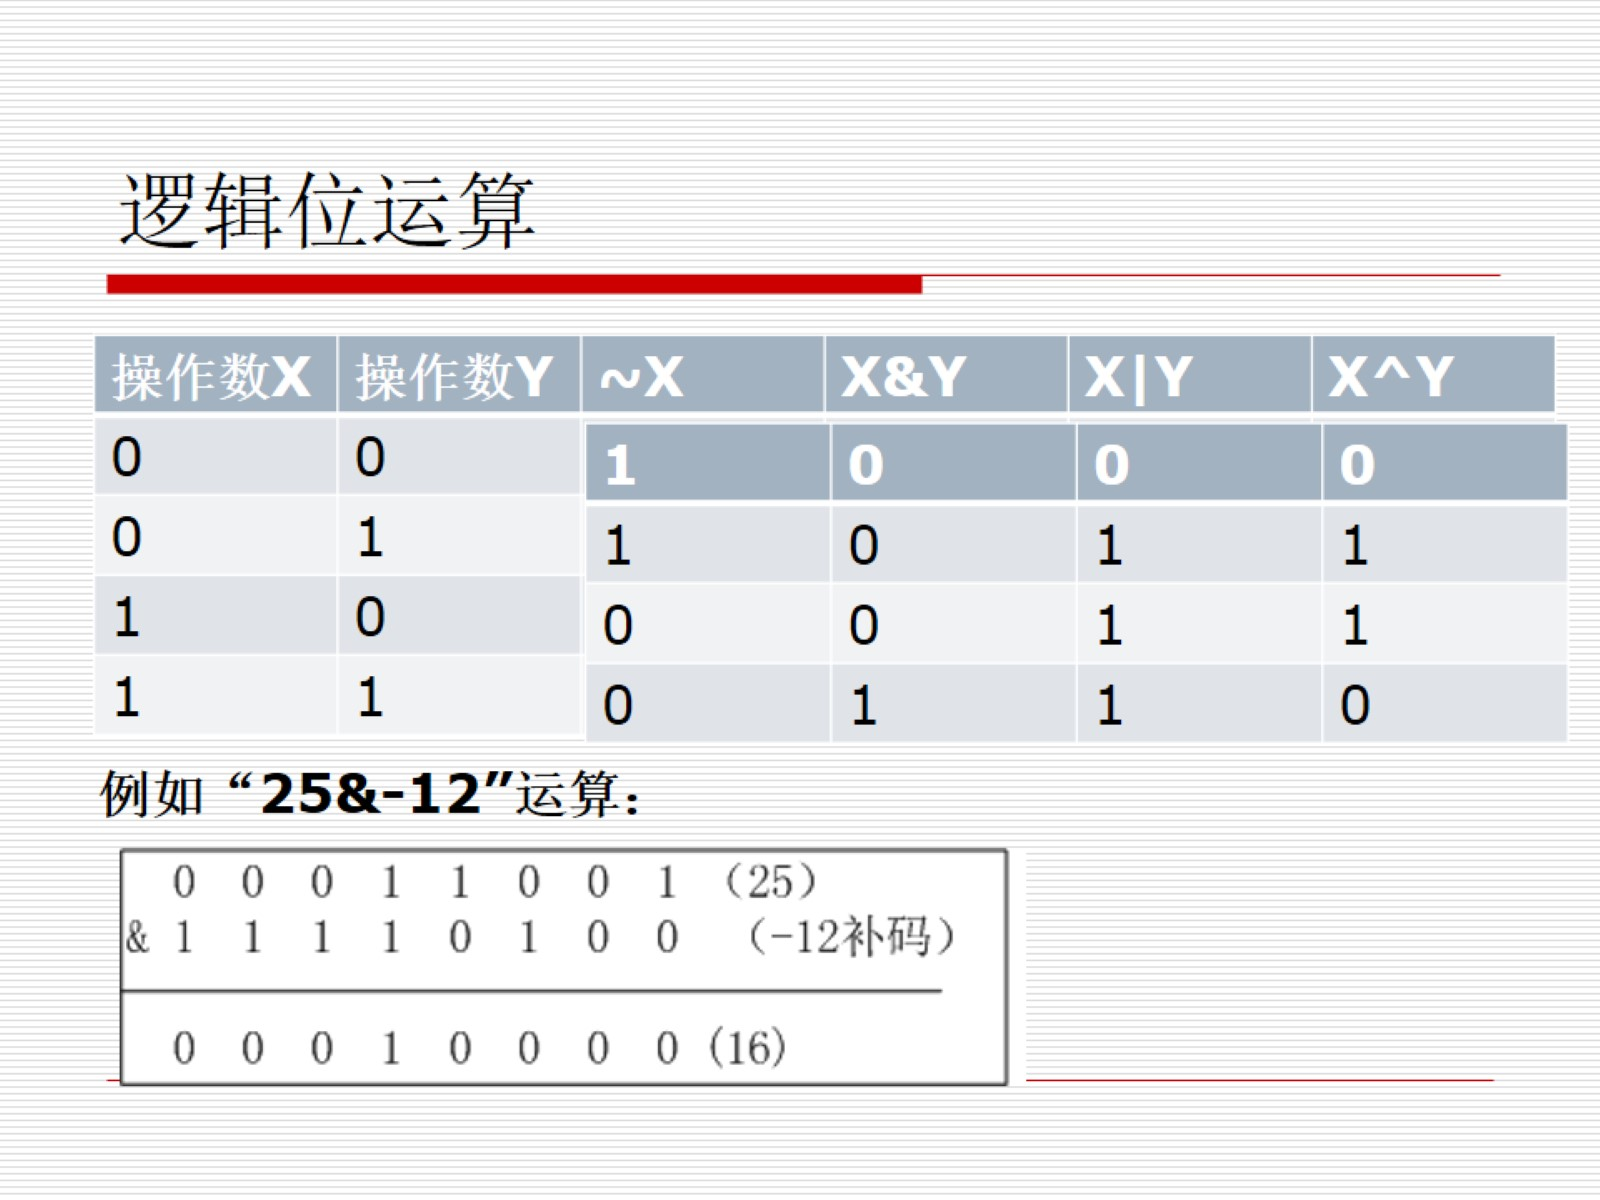 逻辑位运算
操作数X 操作数Y ~X X&Y X|Y X^Y
0 0 1 0 0 0
0 1 1 0 1 1
1 0 0 0 1 1
1 1 0 1 1 0
例如“25&-12”运算：
0 0 0 1 1 0 0 1 （25）
& 1 1 1 1 0 1 0 0 （-12补码）
0 0 0 1 0 0 0 0 (16)